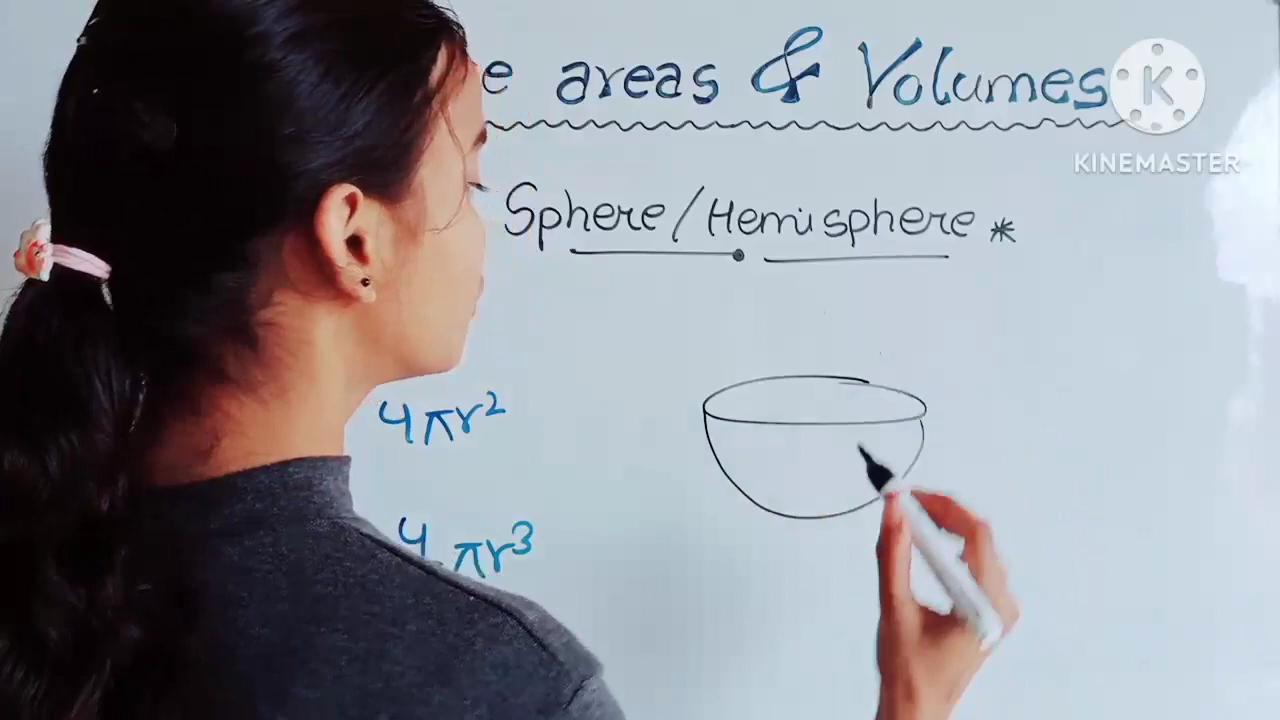 e areas & Volumes
K
KINEMASTER
Sphere/Hemisphere *
4πr²
4 πr³